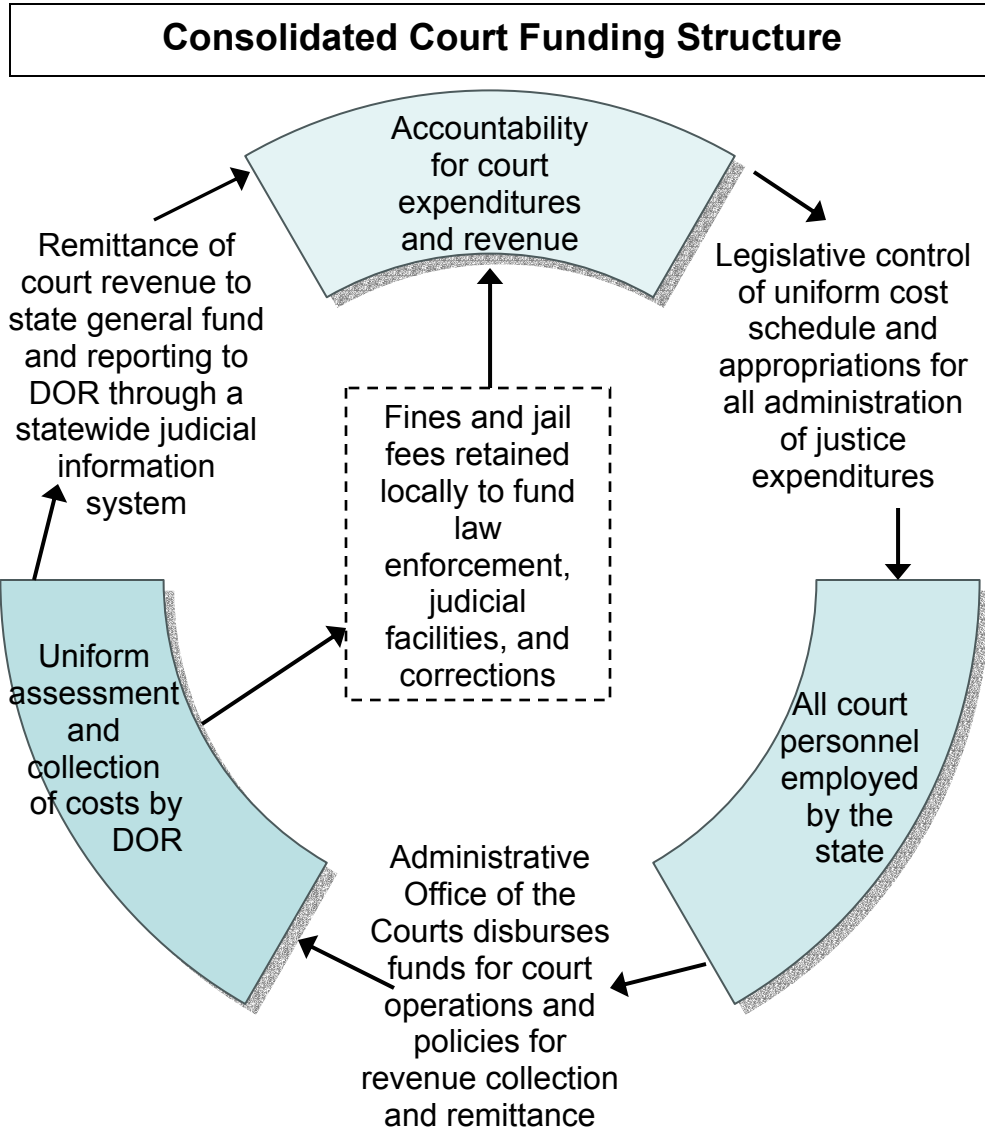 Consolidated Court Funding Structure
Accountability
for court
expenditures
and revenue
Legislative control
of uniform cost
schedule and
appropriations for
all administration
of justice
expenditures
All court
personnel
employed
by the
state
Administrative
Office of the
Courts disburses
funds for court
operations and
policies for
revenue collection
and remittance
Uniform
assessment
and
collection
of costs by
DOR
Remittance of
court revenue to
state general fund
and reporting to
DOR through a
statewide judicial
information
system
Fines and jail
fees retained
locally to fund
law
enforcement,
judicial
facilities, and
corrections